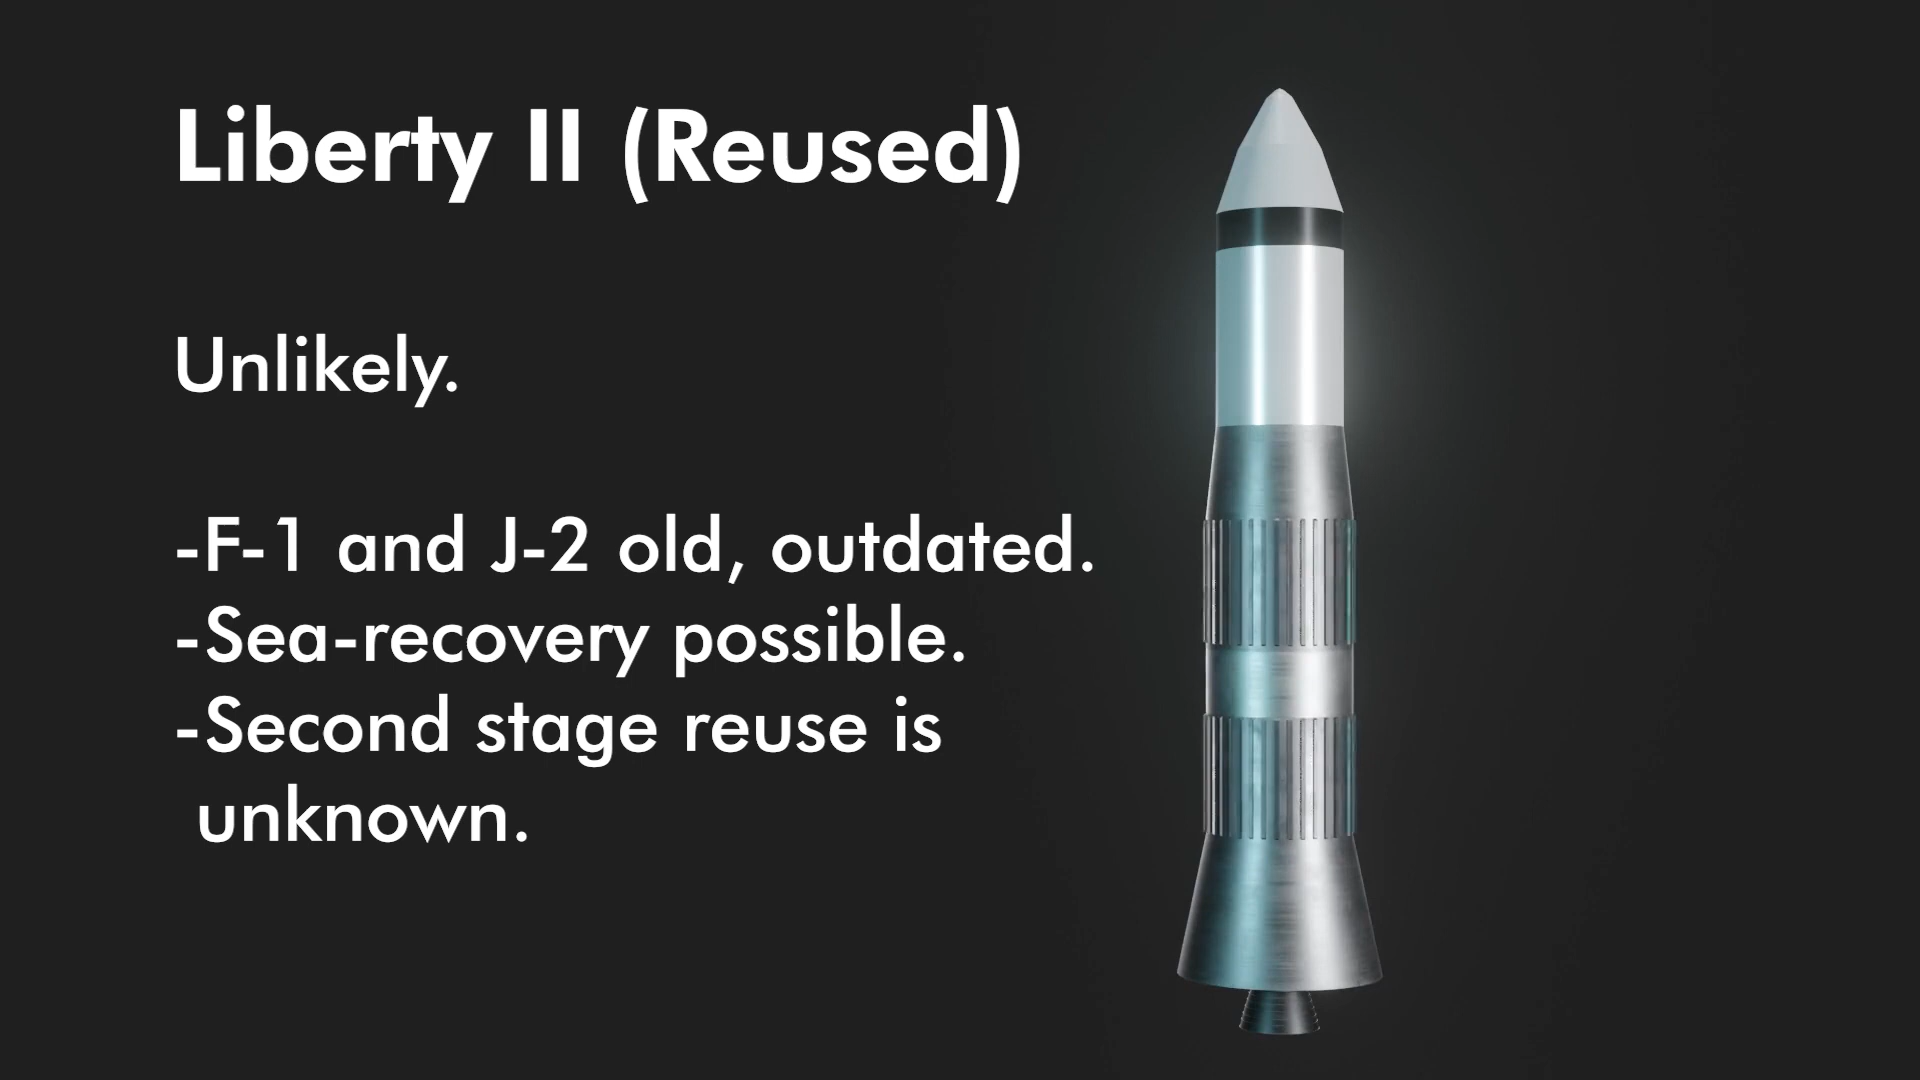 Liberty II (Reused)
Unlikely.
-F-1 and J-2 old, outdated.
-Sea-recovery possible.
-Second stage reuse is
unknown.